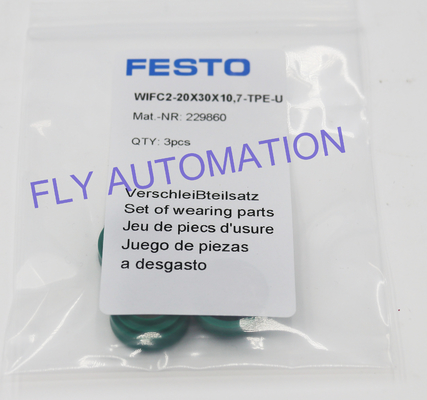 FESTO
WIFC2-20X30X10,7-TPE-U
Mat.-NR: 229860
QTY: 3pcs
FLY AUTOMATION
VerschleiBteilsatz
Set of wearing parts
Jeu de piecs d'usure
Juego de piezas
a desgasto